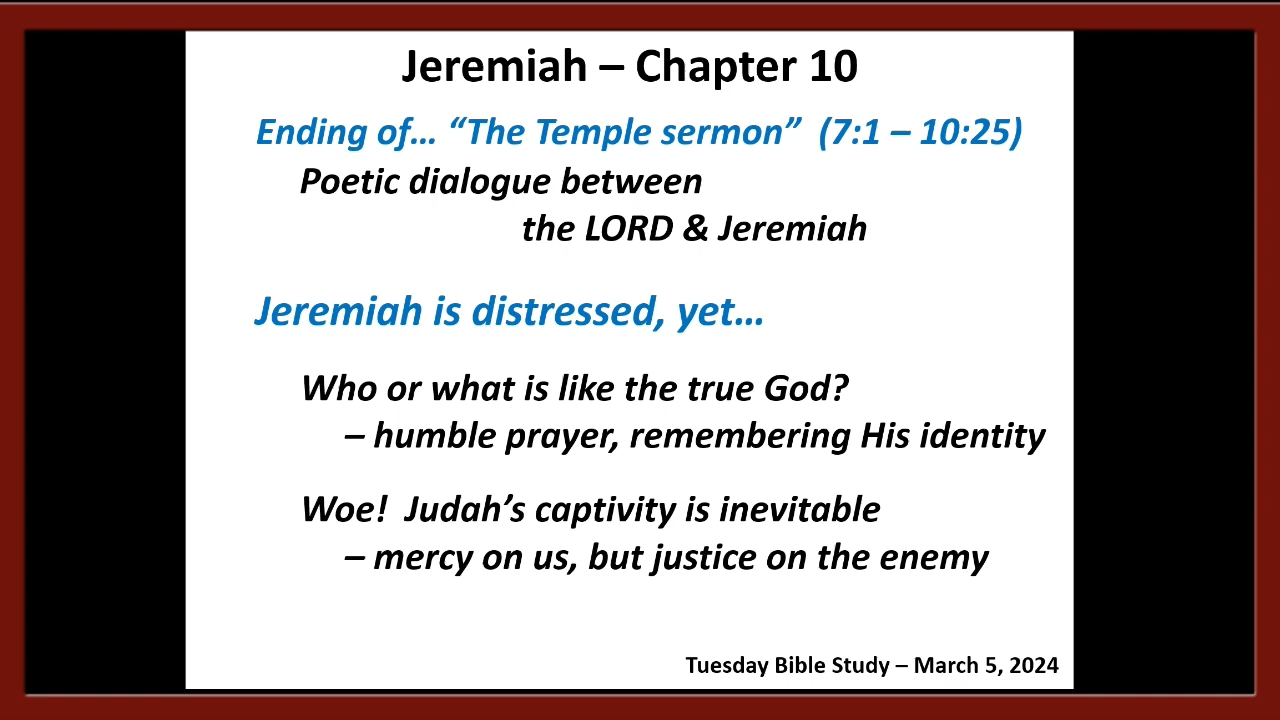 Jeremiah – Chapter 10
Ending of… “The Temple sermon” (7:1 – 10:25)
Poetic dialogue between
the LORD & Jeremiah
Jeremiah is distressed, yet…
Who or what is like the true God?
– humble prayer, remembering His identity
Woe! Judah’s captivity is inevitable
– mercy on us, but justice on the enemy
Tuesday Bible Study – March 5, 2024